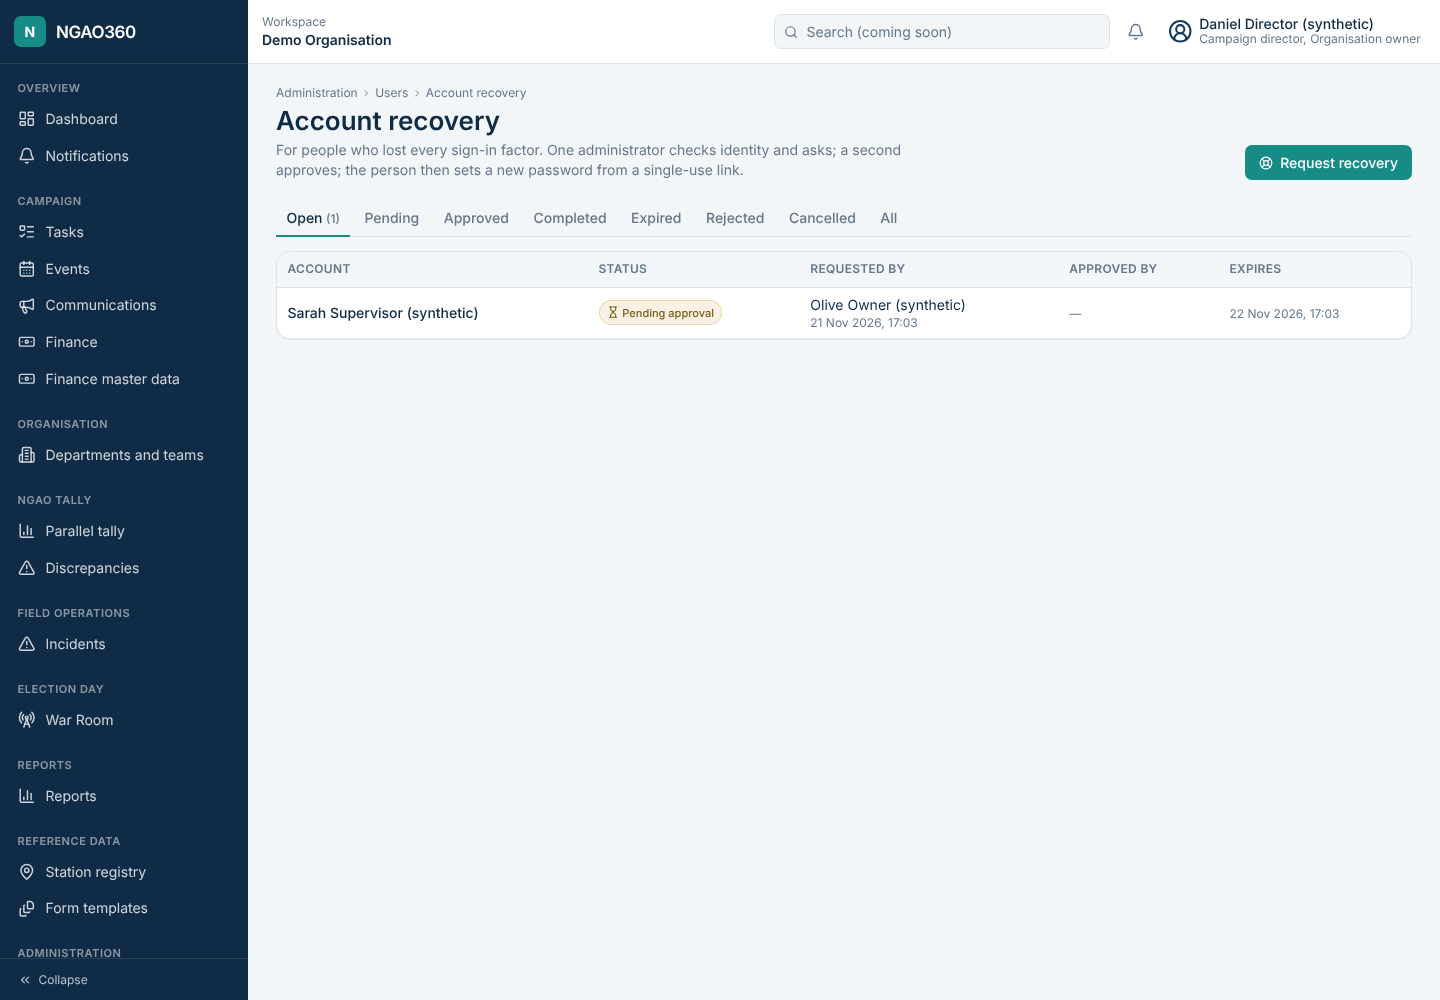 N NGAO360
OVERVIEW
Dashboard
Notifications
CAMPAIGN
Tasks
Events
Communications
Finance
Finance master data
ORGANISATION
Departments and teams
NGAO TALLY
Parallel tally
Discrepancies
FIELD OPERATIONS
Incidents
ELECTION DAY
War Room
REPORTS
Reports
REFERENCE DATA
Station registry
Form templates
ADMINISTRATION
Collapse
Workspace
Demo Organisation
Search (coming soon)
Daniel Director (synthetic)
Campaign director, Organisation owner
Administration > Users > Account recovery
Account recovery
For people who lost every sign-in factor. One administrator checks identity and asks; a second
approves; the person then sets a new password from a single-use link.
Request recovery
Open (1) Pending Approved Completed Expired Rejected Cancelled All
ACCOUNT STATUS REQUESTED BY APPROVED BY EXPIRES
Sarah Supervisor (synthetic) Pending approval Olive Owner (synthetic) — 22 Nov 2026, 17:03
21 Nov 2026, 17:03